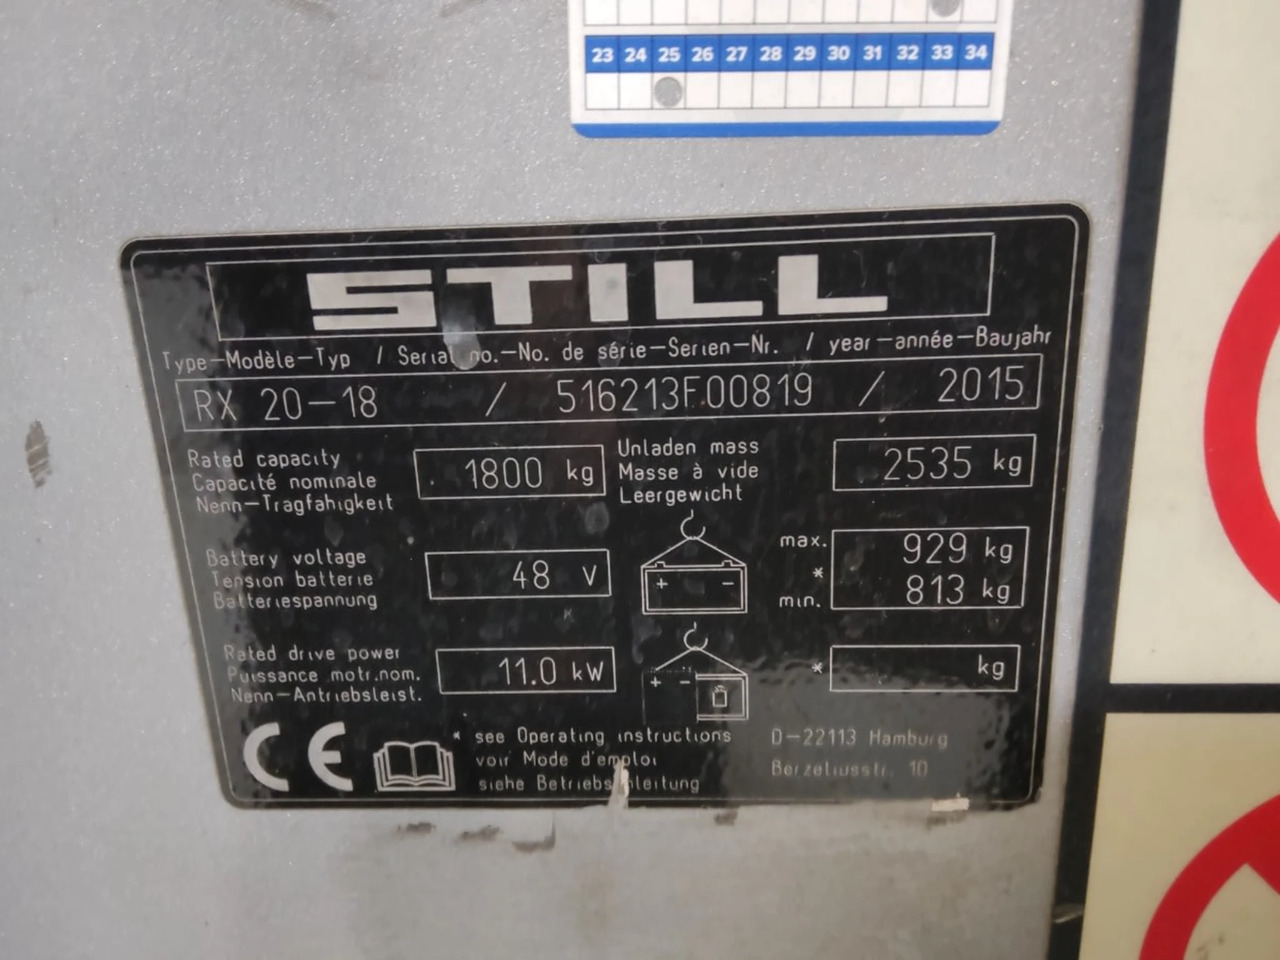 23 24 25 26 27 28 29 30 31 32 33 34
STILL
Type-Modèle-Typ / Serial no.-No. de série-Serien-Nr. / year-année-Baujahr
RX 20-18 / 516213F00819 / 2015
Rated capacity
Capacité nominale
Nenn-Tragfähigkeit
1800 kg
Unladen mass
Masse à vide
Leergewicht
2535 kg
Battery voltage
Tension batterie
Batteriespannung
48 V
+ -
max.
*
min.
929 kg
813 kg
Rated drive power
Puissance motr.nom.
Nenn-Antriebsleist.
11.0 kW
+ -
* kg
CE
* see Operating instructions
voir Mode d'emploi
siehe Betriebsanleitung
D-22113 Hamburg
Berzeliusstr. 10